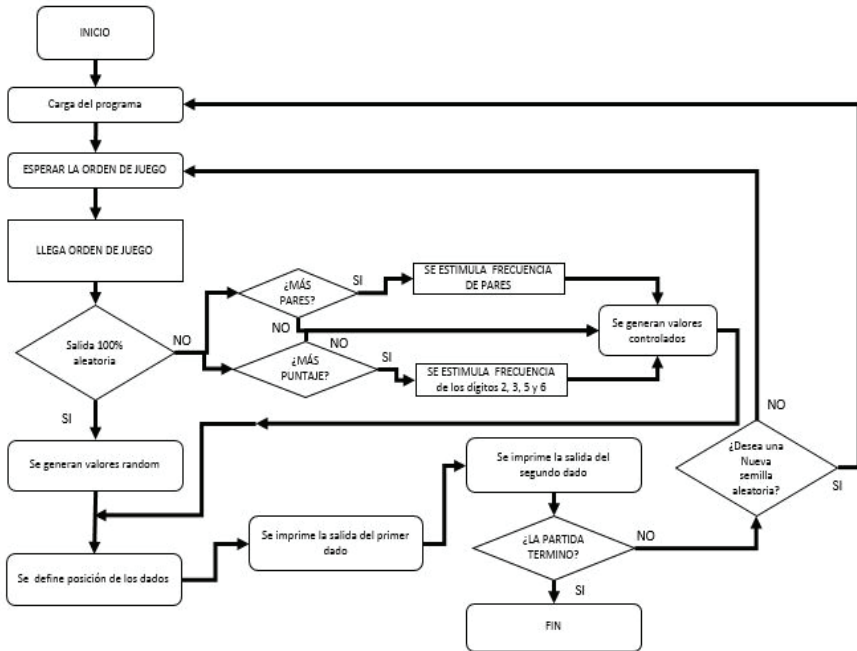 INICIO
Carga del programa
ESPERAR LA ORDEN DE JUEGO
LLEGA ORDEN DE JUEGO
Salida 100%
aleatoria
NO
SI
¿MÁS
PARES?
SI
NO
SE ESTIMULA FRECUENCIA
DE PARES
¿MÁS
PUNTAJE?
NO
SI
SE ESTIMULA FRECUENCIA
de los dígitos 2, 3, 5 y 6
Se generan valores
controlados
Se generan valores random
Se define posición de los dados
Se imprime la salida del primer
dado
Se imprime la salida del
segundo dado
¿LA PARTIDA
TERMINO?
NO
SI
FIN
¿Desea una
Nueva
semilla
aleatoria?
NO
SI